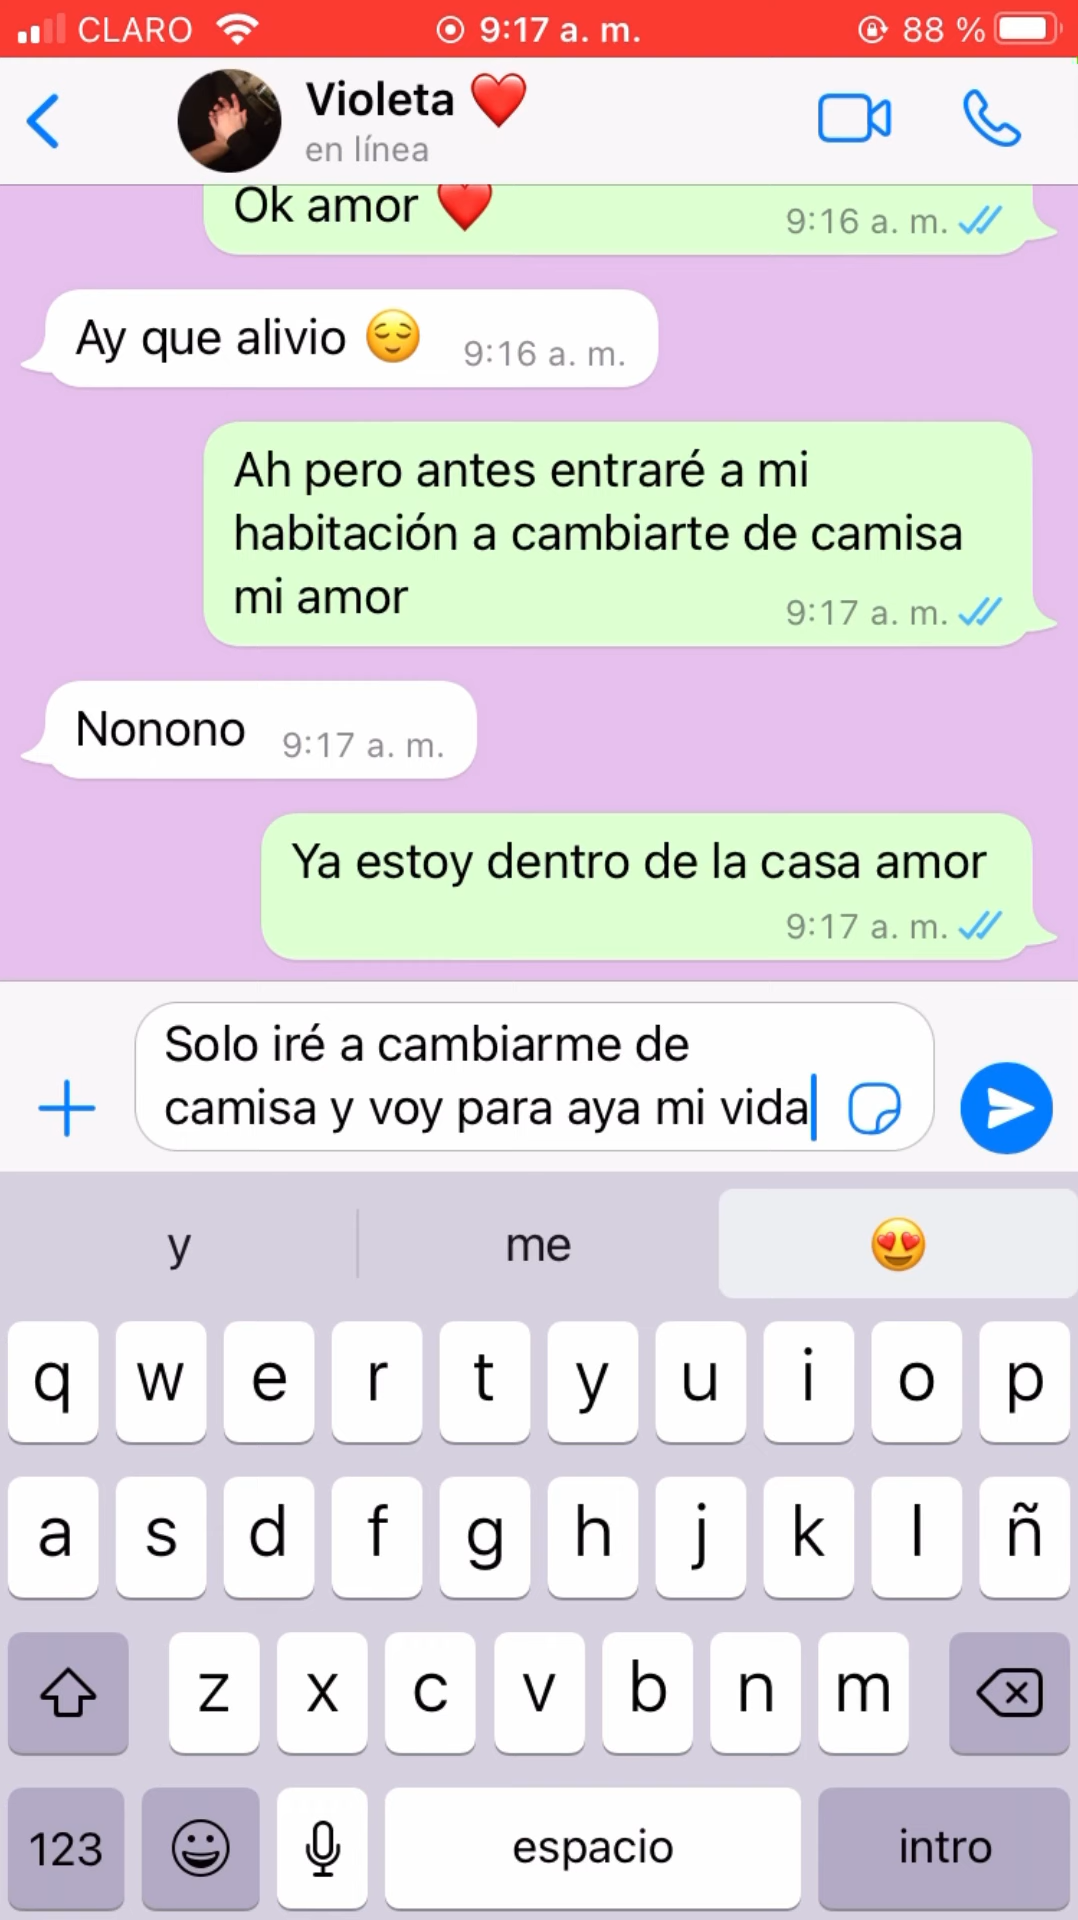 CLARO 9:17 a. m. 88 %
Violeta ❤️
en línea
Ok amor ❤️
9:16 a. m.
Ay que alivio 😌 9:16 a. m.
Ah pero antes entraré a mi
habitación a cambiarte de camisa
mi amor
9:17 a. m.
Nonono 9:17 a. m.
Ya estoy dentro de la casa amor
9:17 a. m.
Solo iré a cambiarme de
camisa y voy para aya mi vida
y me 😍
q w e r t y u i o p
a s d f g h j k l ñ
z x c v b n m
123 espacio intro